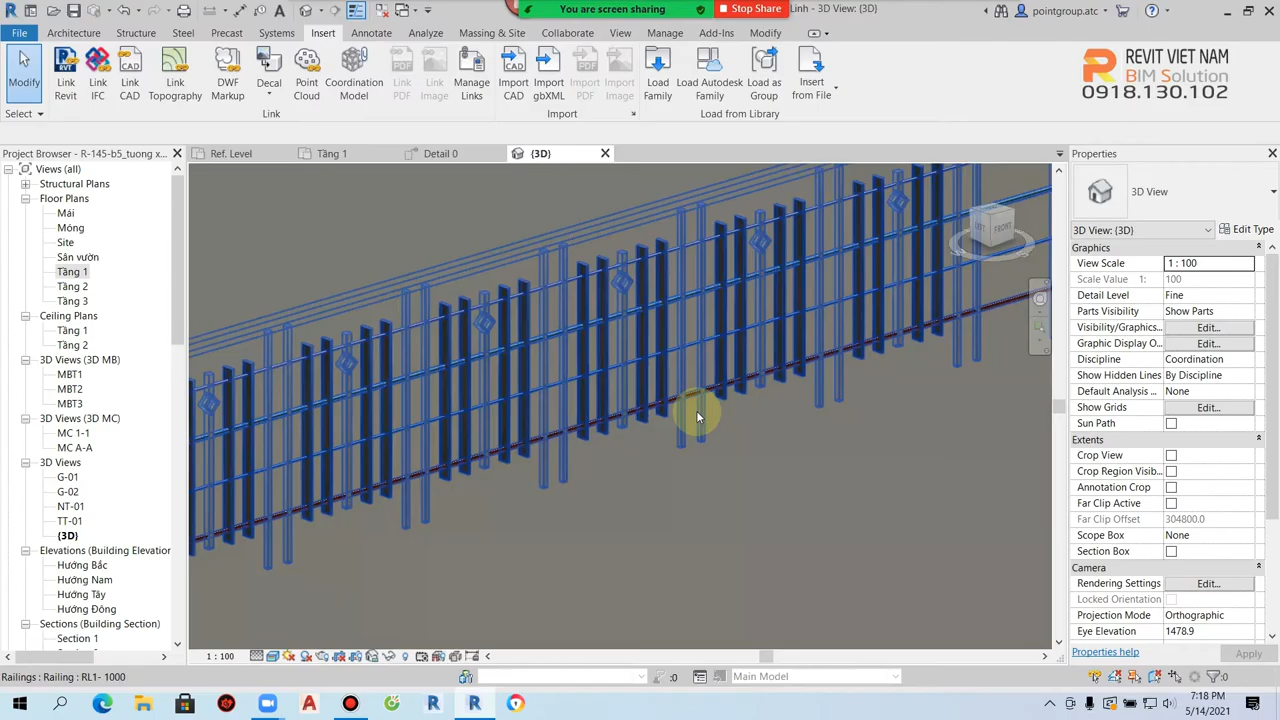 You are screen sharing
Stop Share
Linh - 3D View: {3D}
pointgroup.atc
File
Architecture
Structure
Steel
Precast
Systems
Insert
Annotate
Analyze
Massing & Site
Collaborate
View
Manage
Add-Ins
Modify
Modify
Link
Revit
Link
IFC
Link
CAD
Link
Topography
DWF
Markup
Decal
Point
Cloud
Coordination
Model
Link
PDF
Link
Image
Manage
Links
Import
CAD
Import
gbXML
Import
PDF
Import
Image
Load
Family
Load Autodesk
Family
Load as
Group
Insert
from File
Select
Link
Import
Load from Library
REVIT VIET NAM
BIM Solution
0918.130.102
Project Browser - R-145-b5_tuong x...
Ref. Level
Tầng 1
Detail 0
{3D}
Properties
Views (all)
Structural Plans
Floor Plans
Mái
Móng
Site
Sân vườn
Tầng 1
Tầng 2
Tầng 3
Ceiling Plans
Tầng 1
Tầng 2
3D Views (3D MB)
MBT1
MBT2
MBT3
3D Views (3D MC)
MC 1-1
MC A-A
3D Views
G-01
G-02
NT-01
TT-01
{3D}
Elevations (Building Elevation
Hướng Bắc
Hướng Nam
Hướng Tây
Hướng Đông
Sections (Building Section)
Section 1
FRONT
3D View
3D View: {3D}
Edit Type
Graphics
View Scale 1 : 100
Scale Value 1: 100
Detail Level Fine
Parts Visibility Show Parts
Visibility/Graphics... Edit...
Graphic Display O... Edit...
Discipline Coordination
Show Hidden Lines By Discipline
Default Analysis ... None
Show Grids Edit...
Sun Path
Extents
Crop View
Crop Region Visib...
Annotation Crop
Far Clip Active
Far Clip Offset 304800.0
Scope Box None
Section Box
Camera
Rendering Settings Edit...
Locked Orientation
Projection Mode Orthographic
Eye Elevation 1478.9
Properties help
Apply
1 : 100
Railings : Railing : RL1- 1000
:0
Main Model
:0
7:18 PM
5/14/2021